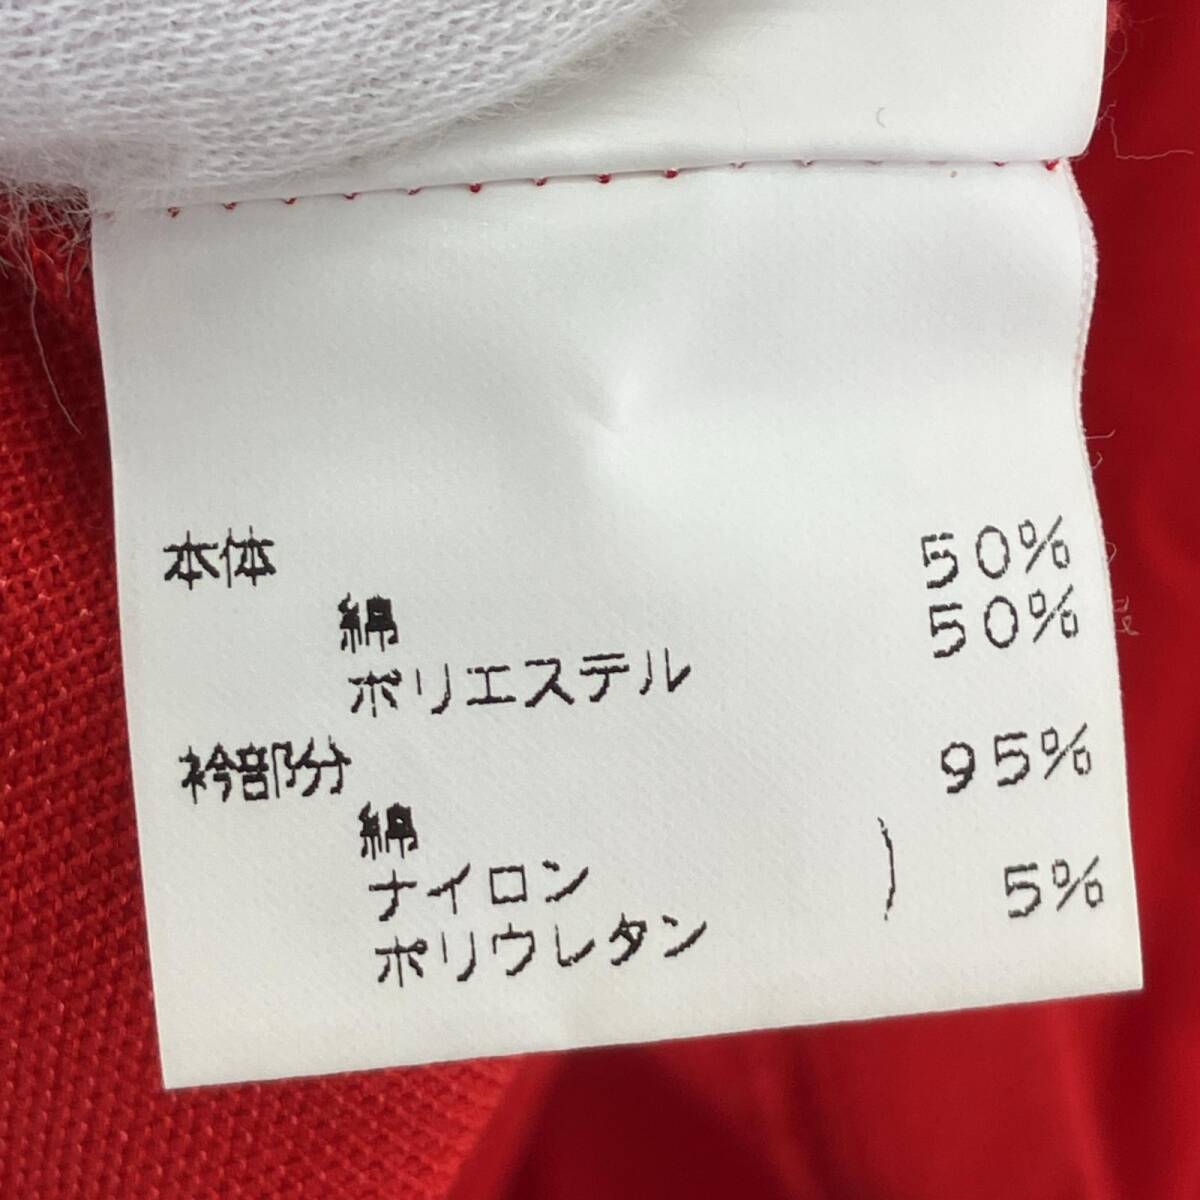 本体
綿 50%
ポリエステル 50%
衿部分
綿 95%
ナイロン
ポリウレタン ) 5%